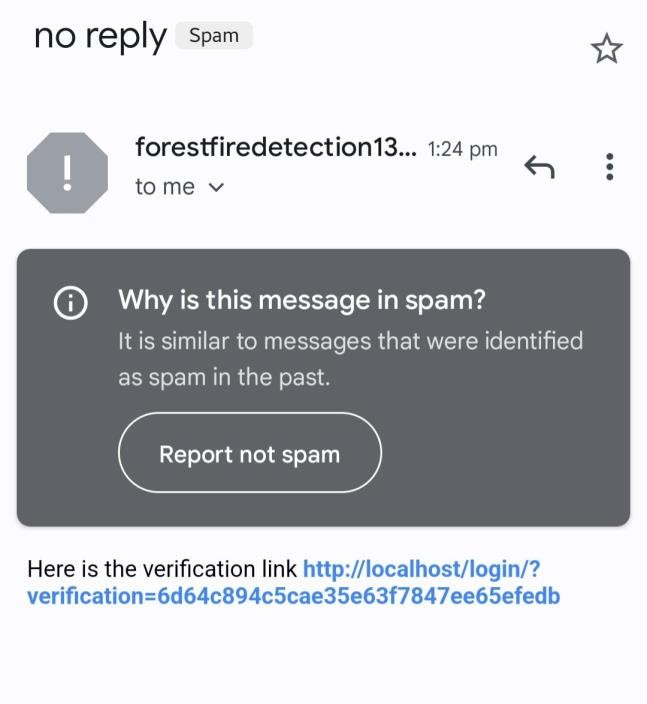 no reply Spam
forestfiredetection13... 1:24 pm
to me
Why is this message in spam?
It is similar to messages that were identified
as spam in the past.
Report not spam
Here is the verification link http://localhost/login/?
verification=6d64c894c5cae35e63f7847ee65efedb